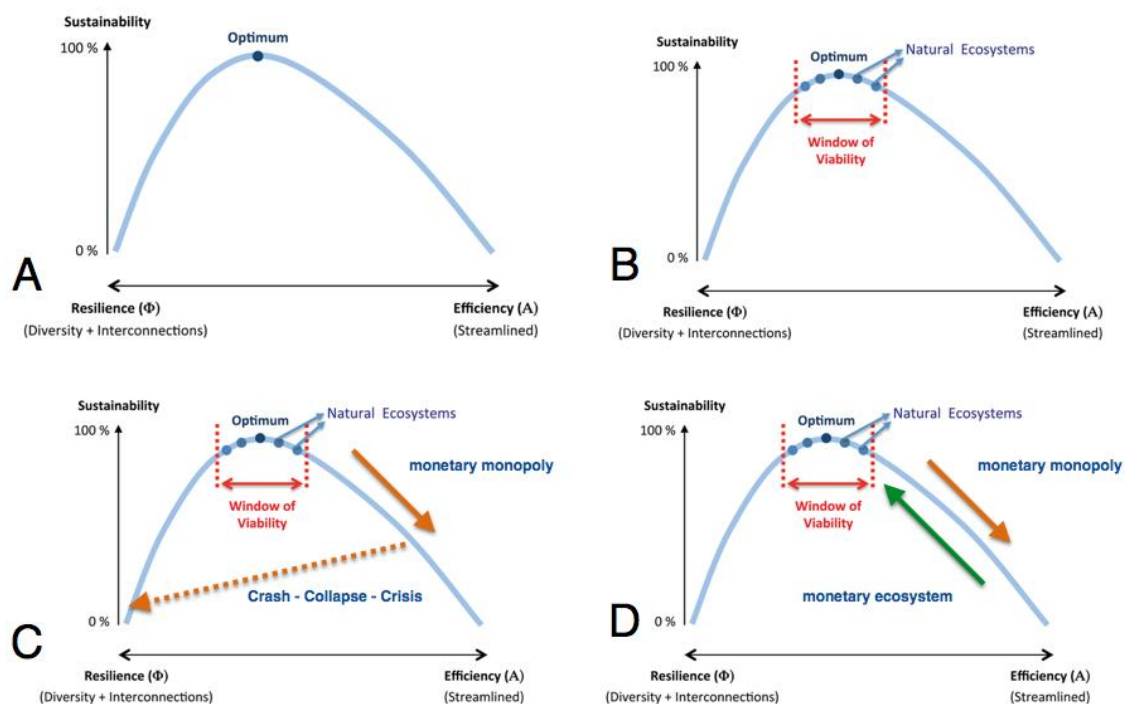 Sustainability
100 %
Optimum
0 %
A
Resilience (Φ)
(Diversity + Interconnections)
Efficiency (A)
(Streamlined)
Sustainability
100 %
Optimum
Natural Ecosystems
Window of
Viability
0 %
B
Resilience (Φ)
(Diversity + Interconnections)
Efficiency (A)
(Streamlined)
Sustainability
100 %
Optimum
Natural Ecosystems
monetary monopoly
Window of
Viability
Crash - Collapse - Crisis
0 %
C
Resilience (Φ)
(Diversity + Interconnections)
Efficiency (A)
(Streamlined)
Sustainability
100 %
Optimum
Natural Ecosystems
monetary monopoly
Window of
Viability
monetary ecosystem
0 %
D
Resilience (Φ)
(Diversity + Interconnections)
Efficiency (A)
(Streamlined)